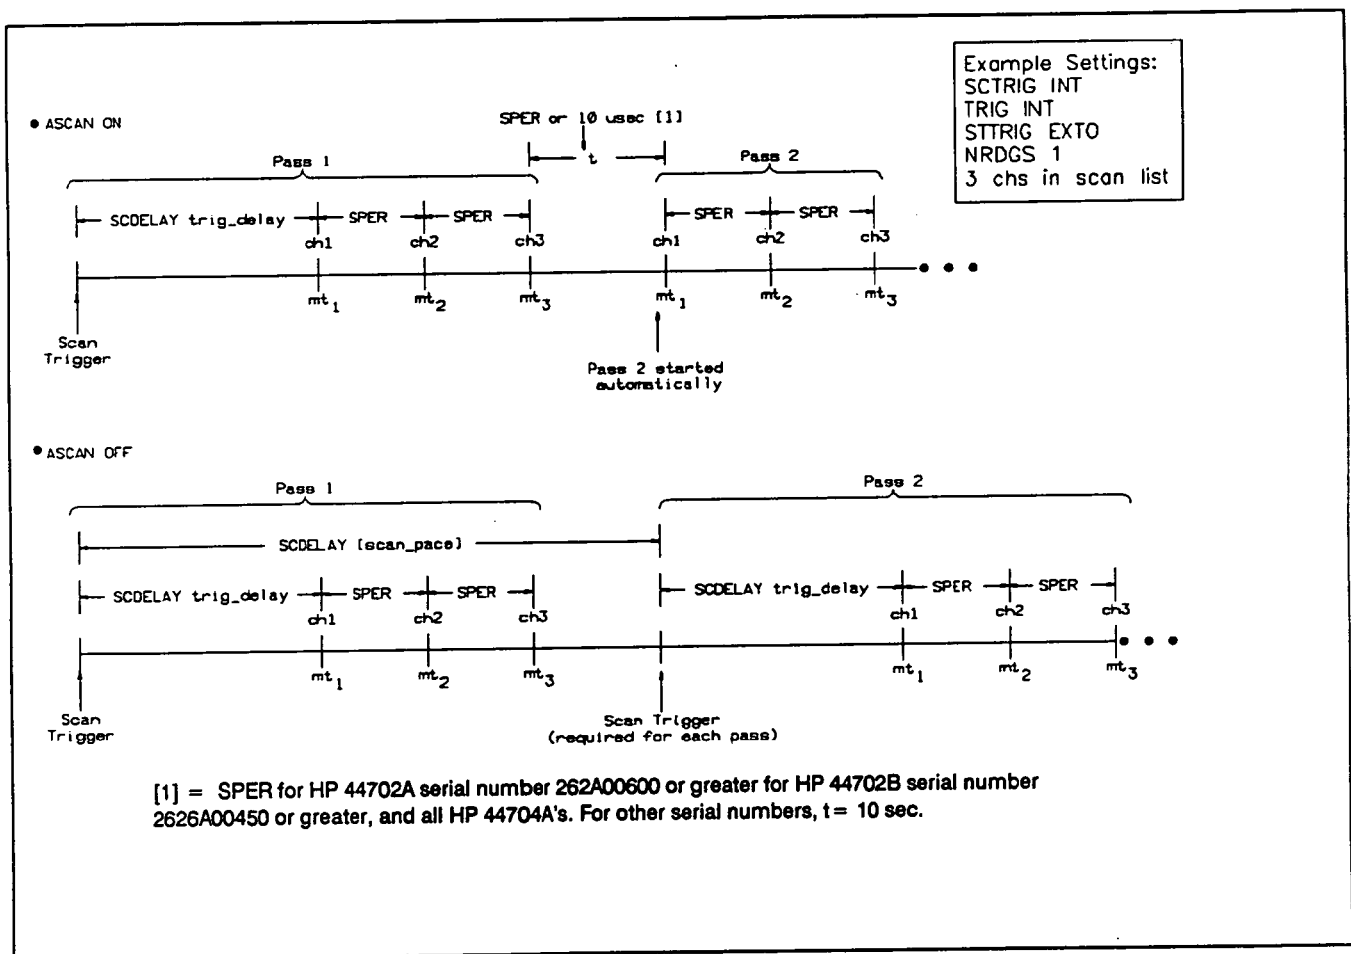 Example Settings:
SCTRIG INT
TRIG INT
STTRIG EXTO
NRDGS 1
3 chs in scan list
● ASCAN ON
SPER or 10 usec [1]
Pass 1
t
Pass 2
SCDELAY trig_delay SPER SPER SPER SPER
ch1 ch2 ch3 ch1 ch2 ch3
● ● ●
mt1 mt2 mt3 mt1 mt2 mt3
Scan
Trigger
Pass 2 started
automatically
● ASCAN OFF
Pass 1
Pass 2
SCDELAY [scan_pace]
SCDELAY trig_delay SPER SPER SCDELAY trig_delay SPER SPER
ch1 ch2 ch3 ch1 ch2 ch3
● ● ●
mt1 mt2 mt3 mt1 mt2 mt3
Scan
Trigger
Scan Trigger
(required for each pass)
[1] = SPER for HP 44702A serial number 262A00600 or greater for HP 44702B serial number
2626A00450 or greater, and all HP 44704A's. For other serial numbers, t = 10 sec.